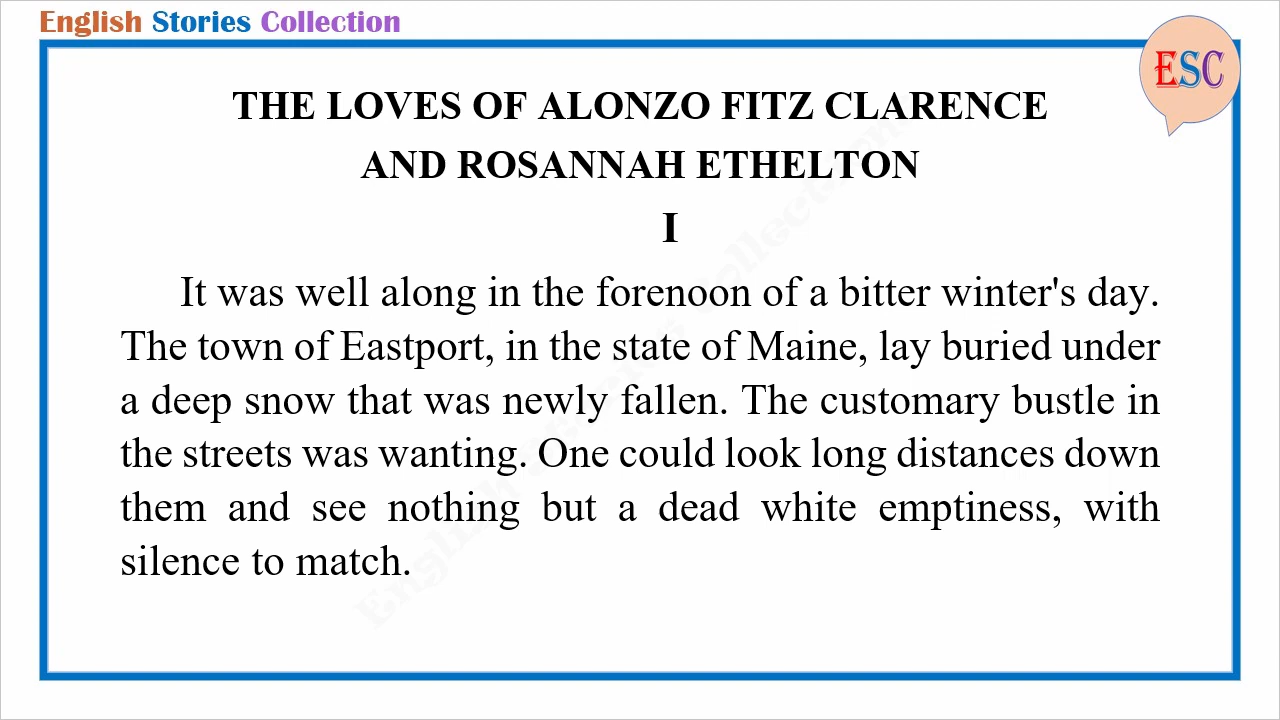 English Stories Collection
ESC
THE LOVES OF ALONZO FITZ CLARENCE
AND ROSANNAH ETHELTON
I
It was well along in the forenoon of a bitter winter's day.
The town of Eastport, in the state of Maine, lay buried under
a deep snow that was newly fallen. The customary bustle in
the streets was wanting. One could look long distances down
them and see nothing but a dead white emptiness, with
silence to match.
English Stories Collection